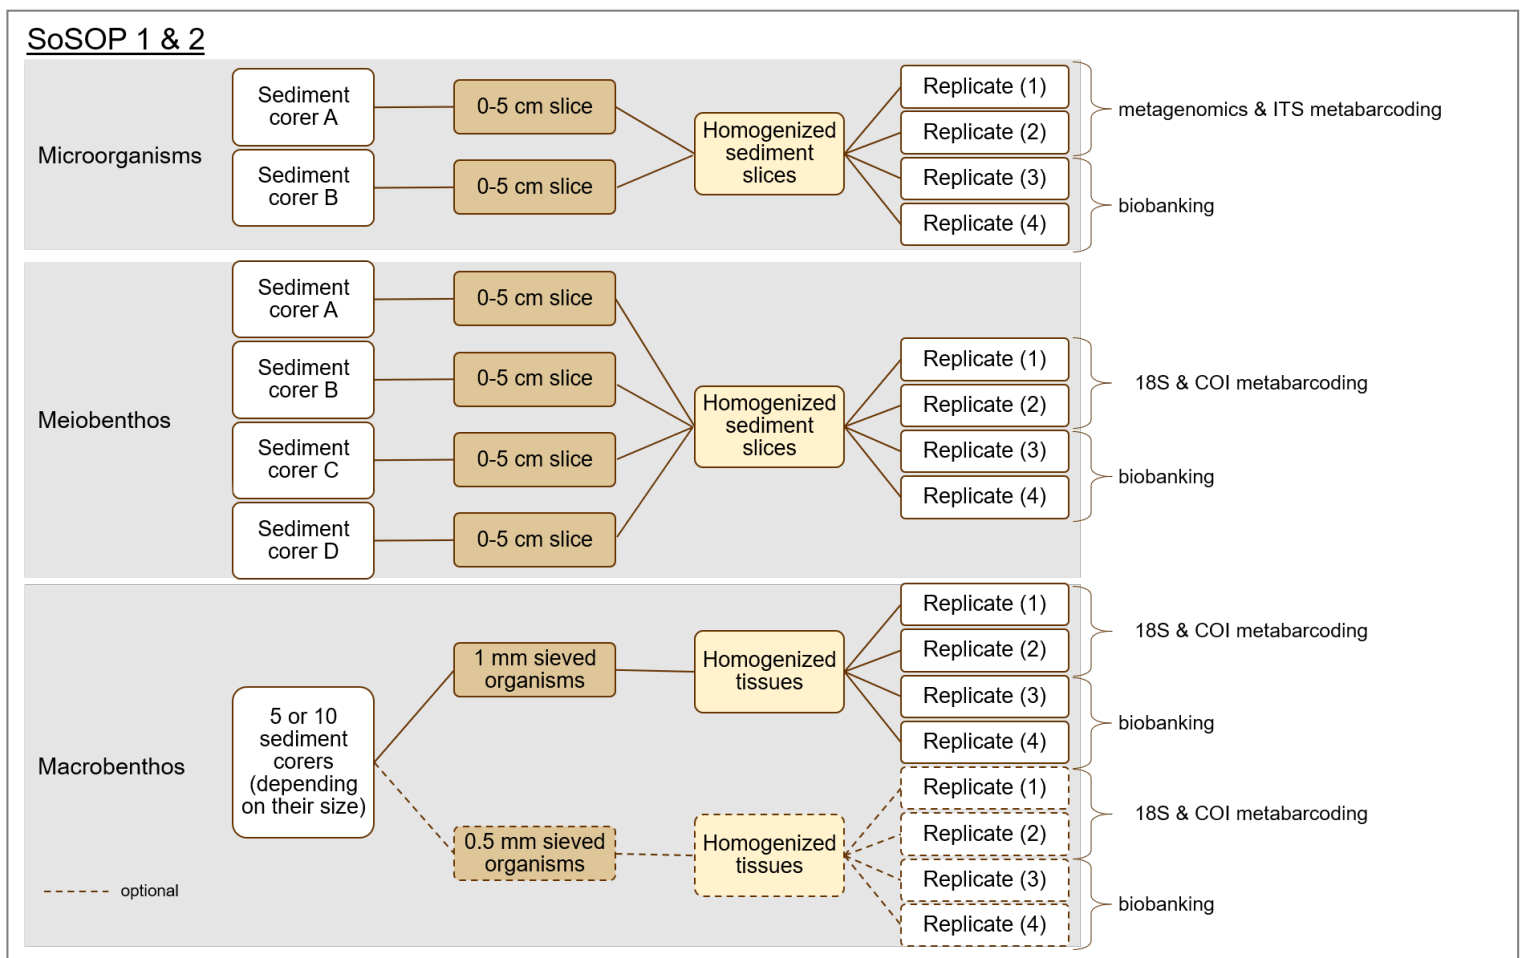 SoSOP 1 & 2
Microorganisms
Sediment
corer A
Sediment
corer B
0-5 cm slice
0-5 cm slice
Homogenized
sediment
slices
Replicate (1)
Replicate (2)
Replicate (3)
Replicate (4)
metagenomics & ITS metabarcoding
biobanking
Meiobenthos
Sediment
corer A
Sediment
corer B
Sediment
corer C
Sediment
corer D
0-5 cm slice
0-5 cm slice
0-5 cm slice
0-5 cm slice
Homogenized
sediment
slices
Replicate (1)
Replicate (2)
Replicate (3)
Replicate (4)
18S & COI metabarcoding
biobanking
Macrobenthos
5 or 10
sediment
corers
(depending
on their size)
1 mm sieved
organisms
Homogenized
tissues
Replicate (1)
Replicate (2)
Replicate (3)
Replicate (4)
18S & COI metabarcoding
biobanking
0.5 mm sieved
organisms
Homogenized
tissues
Replicate (1)
Replicate (2)
Replicate (3)
Replicate (4)
18S & COI metabarcoding
biobanking
optional